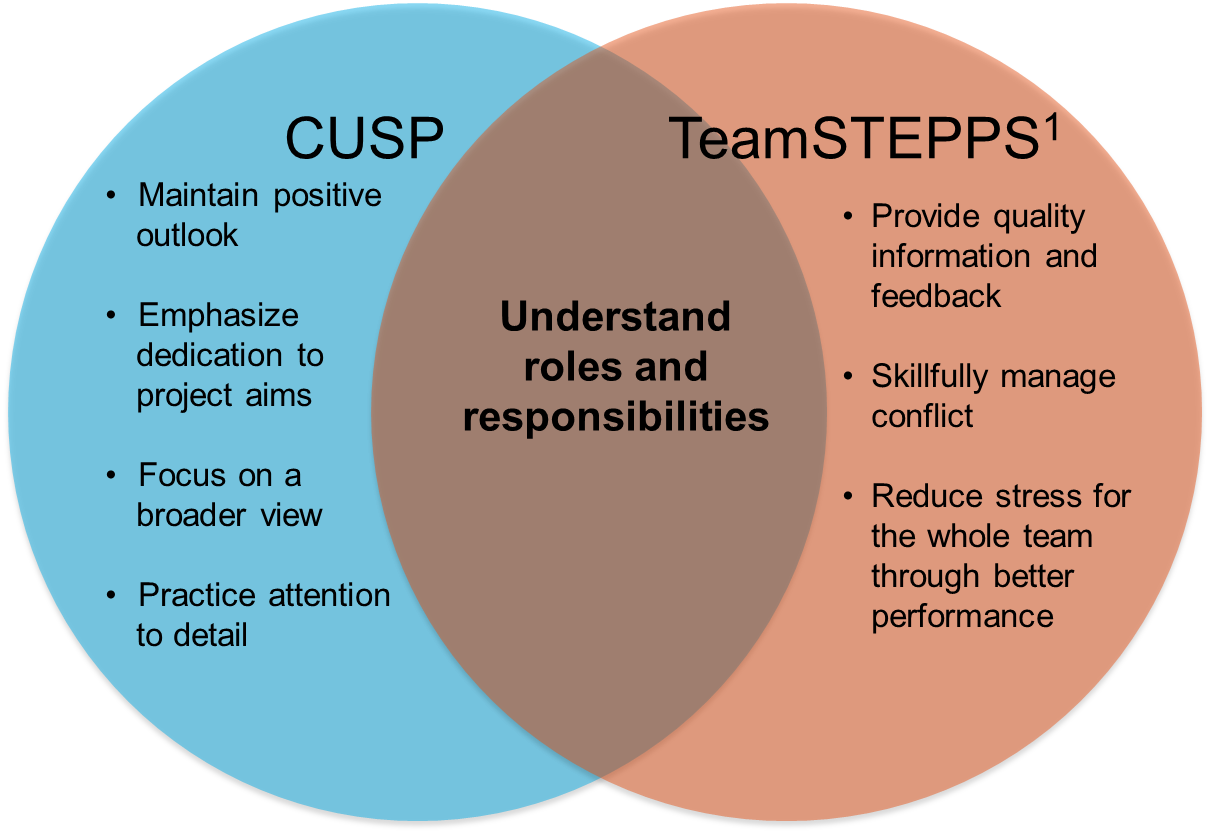 CUSP
• Maintain positive
outlook
• Emphasize
dedication to
project aims
• Focus on a
broader view
• Practice attention
to detail
Understand
roles and
responsibilities
TeamSTEPPS¹
• Provide quality
information and
feedback
• Skillfully manage
conflict
• Reduce stress for
the whole team
through better
performance